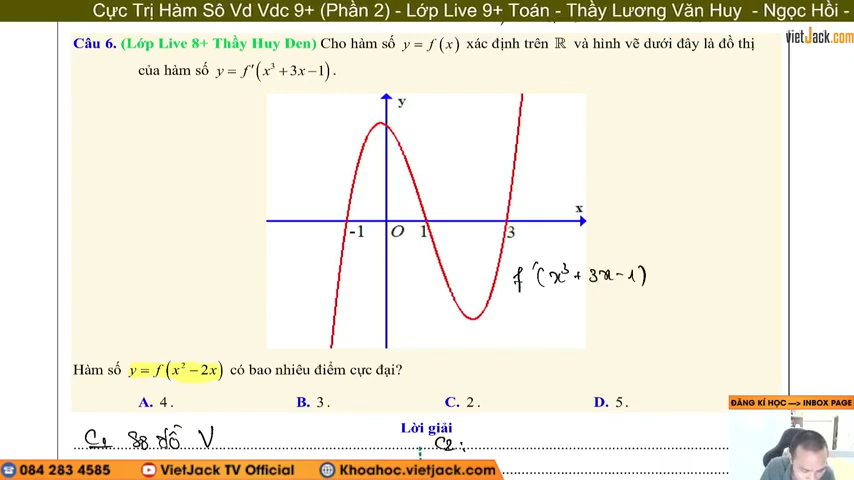 Cực Trị Hàm Số Vd Vdc 9+ (Phần 2) - Lớp Live 9+ Toán - Thầy Lương Văn Huy - Ngọc Hồi -
vietJack.com
Câu 6. (Lớp Live 8+ Thầy Huy Đen) Cho hàm số y = f(x) xác định trên ℝ và hình vẽ dưới đây là đồ thị
của hàm số y = f'(x³ + 3x − 1).
y
x
-1 O 1 3
f'(x³ + 3x − 1)
Hàm số y = f(x² − 2x) có bao nhiêu điểm cực đại?
A. 4. B. 3. C. 2. D. 5.
ĐĂNG KÍ HỌC —> INBOX PAGE
Lời giải
C1 Sơ đồ V C2:
084 283 4585 VietJack TV Official Khoahoc.vietjack.com